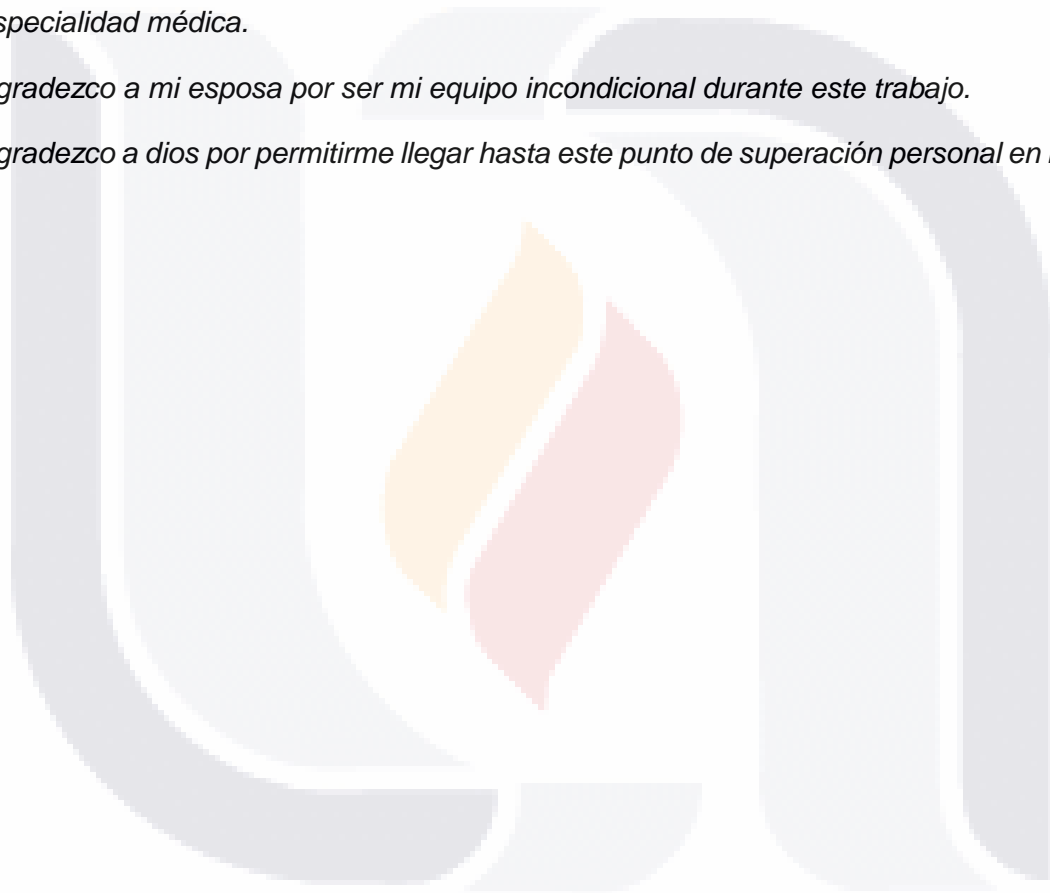 specialidad médica.
gradezco a mi esposa por ser mi equipo incondicional durante este trabajo.
gradezco a dios por permitirme llegar hasta este punto de superación personal en